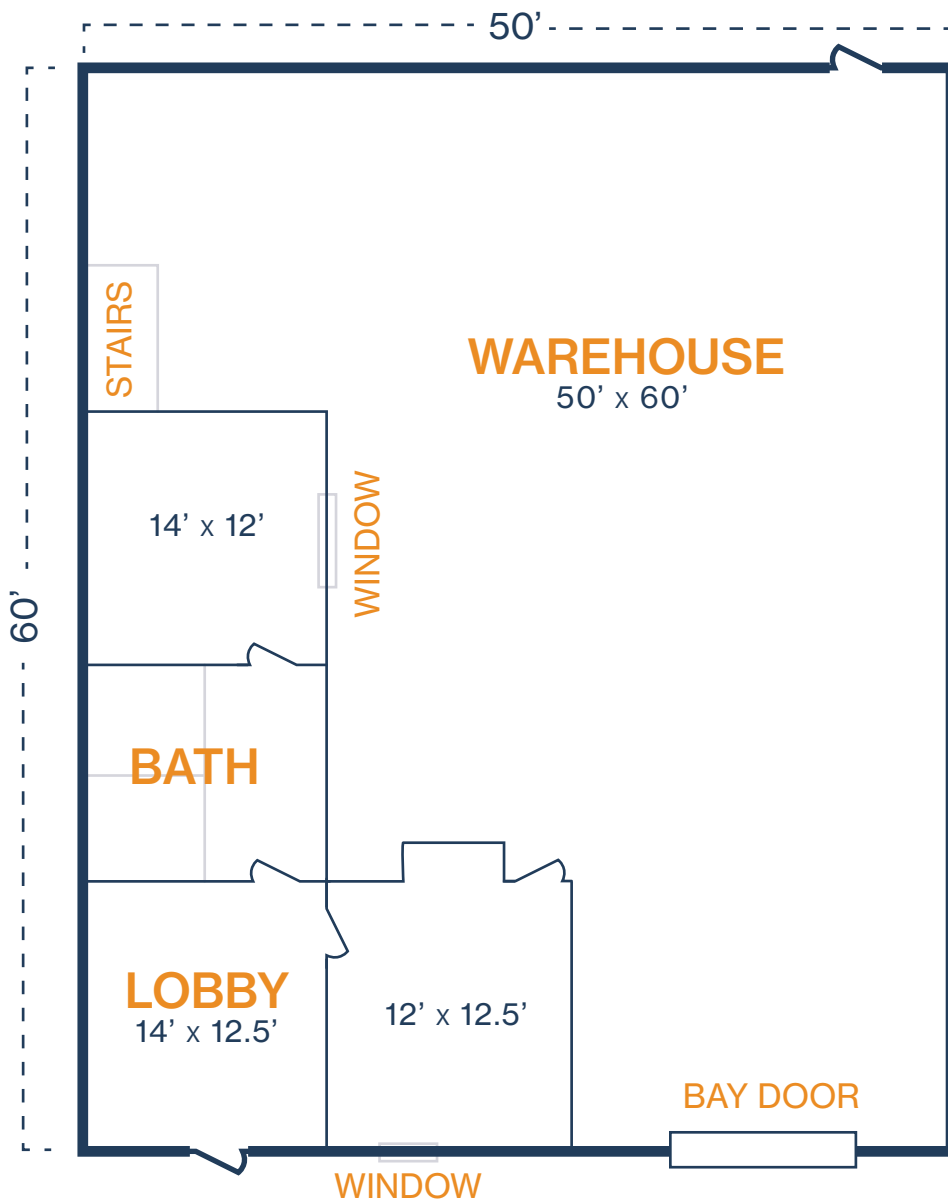 50’
60’
WAREHOUSE
50’ x 60’
STAIRS
14’ x 12’
WINDOW
BATH
LOBBY
14’ x 12.5’
12’ x 12.5’
BAY DOOR
WINDOW